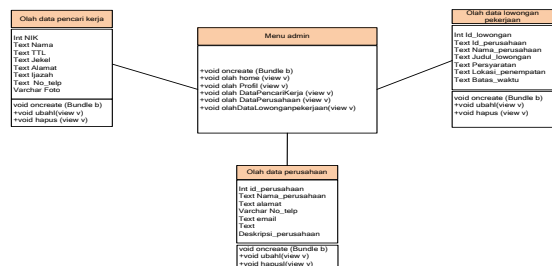 Olah data pencari kerja
Int NIK
Text Nama
Text TTL
Text Jekel
Text Alamat
Text Ijazah
Text No_telp
Varchar Foto
void oncreate (Bundle b)
+void ubahl(view v)
+void hapus (view v)
Menu admin
+void oncreate (Bundle b)
+void olah home (view v)
+void olah Profil (view v)
+void olah DataPencariKerja (view v)
+void olah DataPerusahaan (view v)
+void olahDataLowonganpekerjaan(view v)
Olah data lowongan
pekerjaan
Int Id_lowongan
Text Id_perusahaan
Text Nama_perusahaan
Text Judul_lowongan
Text Persyaratan
Text Lokasi_penempatan
Text Batas_waktu
void oncreate (Bundle b)
+void ubahl(view v)
+void hapus (view v)
Olah data perusahaan
Int id_perusahaan
Text Nama_perusahaan
Text alamat
Varchar No_telp
Text email
Text
Deskripsi_perusahaan
void oncreate (Bundle b)
+void ubahl(view v)
+void hapusl(view v)